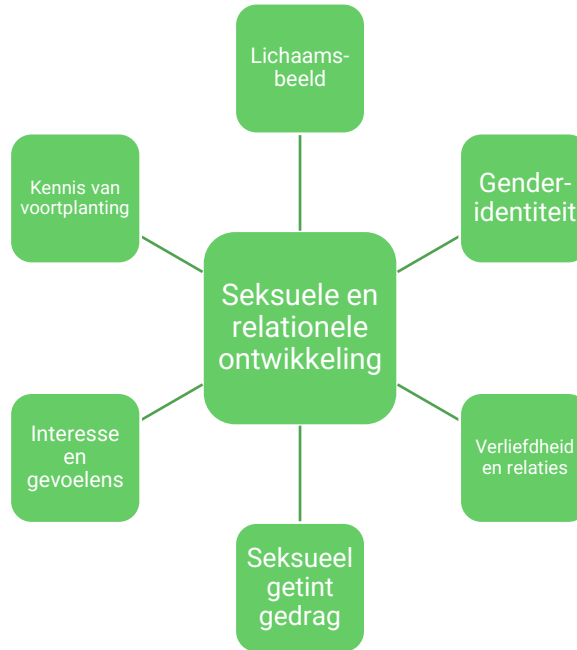 Lichaams-
beeld
Kennis van
voortplanting
Gender-
identiteit
Seksuele en
relationele
ontwikkeling
Interesse
en
gevoelens
Verliefdheid
en relaties
Seksueel
getint
gedrag